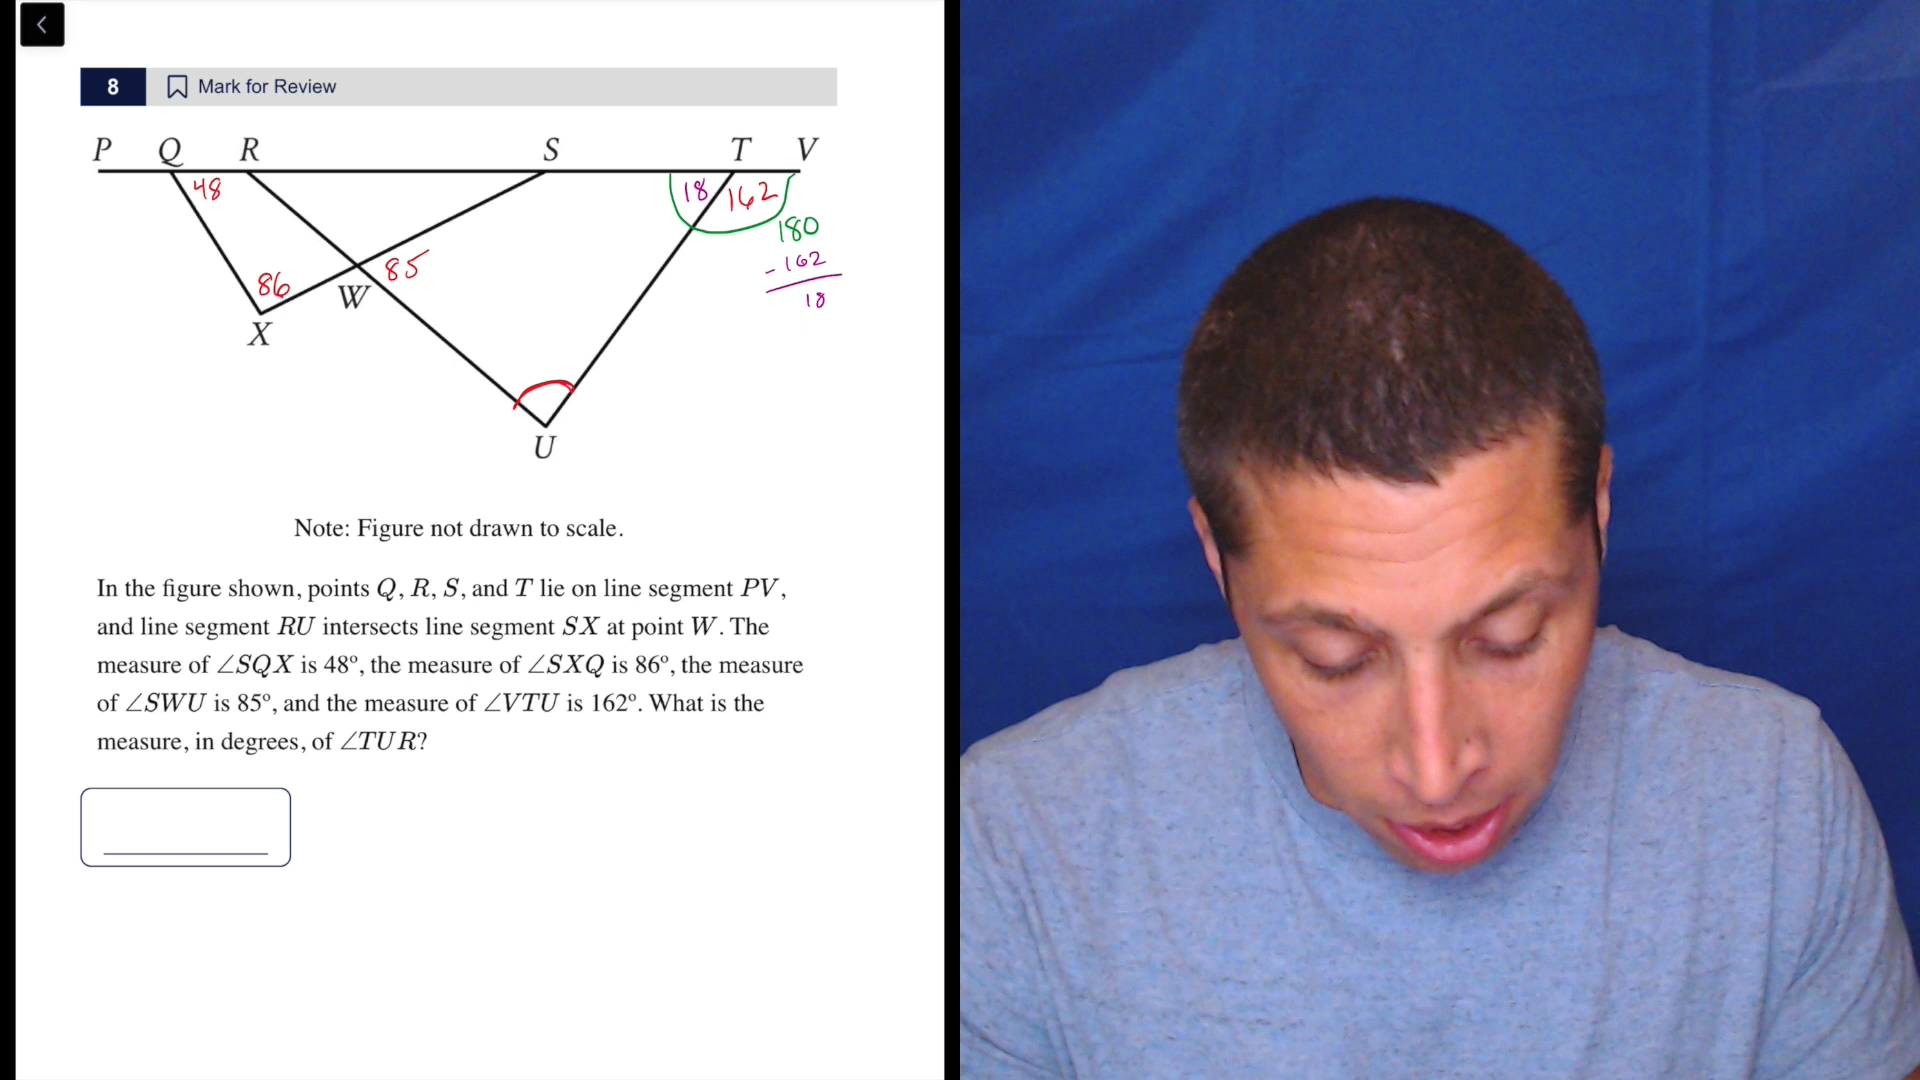 8 Mark for Review
P Q R S T V
48 18 162
180
85 -162
86 18
W
X
U
Note: Figure not drawn to scale.
In the figure shown, points Q, R, S, and T lie on line segment PV,
and line segment RU intersects line segment SX at point W. The
measure of ∠SQX is 48°, the measure of ∠SXQ is 86°, the measure
of ∠SWU is 85°, and the measure of ∠VTU is 162°. What is the
measure, in degrees, of ∠TUR?